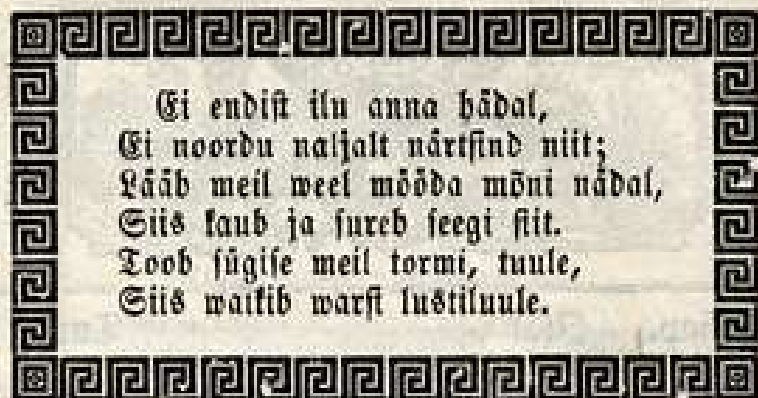 Ei endist ilu anna hädal,
Ei noordu naljalt närtsind niit;
Lääb meil weel mööda mõni nädal,
Siis kaub ja sureb seegi siit.
Toob sügise meil tormi, tuule,
Siis waikib warsi lustiluule.